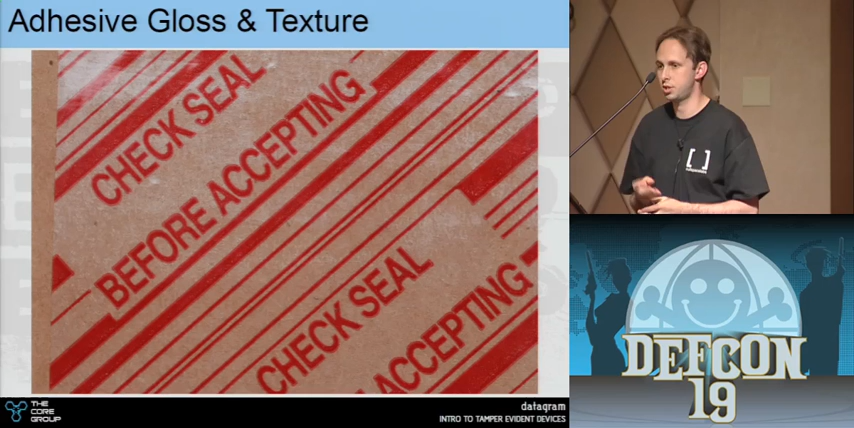 Adhesive Gloss & Texture
CHECK SEAL
BEFORE ACCEPTING
CHECK SEAL
ACCEPTING
THE
CORE
GROUP
datagram
INTRO TO TAMPER EVIDENT DEVICES
[ ]
DEFCON
19